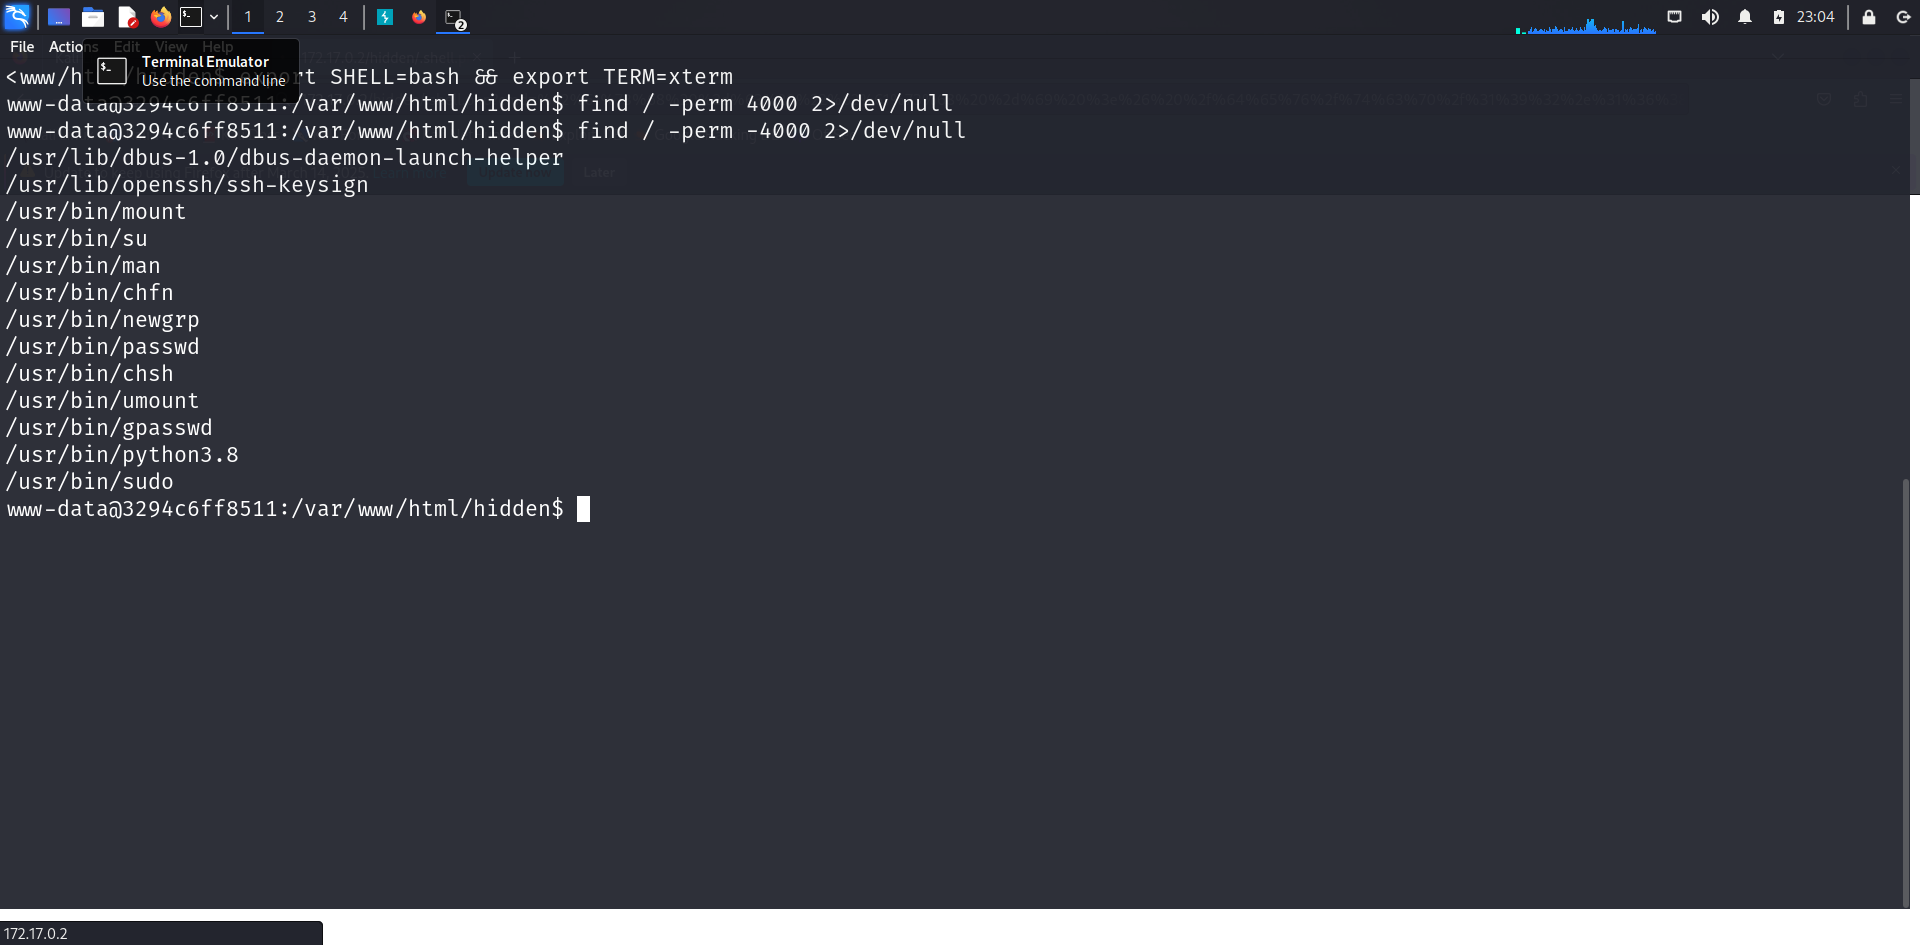 1 2 3 4 2 23:04
File Actions Edit View Help
Terminal Emulator
Use the command line
<www/ht export SHELL=bash && export TERM=xterm
www-data@3294c6ff8511:/var/www/html/hidden$ find / -perm 4000 2>/dev/null
www-data@3294c6ff8511:/var/www/html/hidden$ find / -perm -4000 2>/dev/null
/usr/lib/dbus-1.0/dbus-daemon-launch-helper
/usr/lib/openssh/ssh-keysign
Later
/usr/bin/mount
/usr/bin/su
/usr/bin/man
/usr/bin/chfn
/usr/bin/newgrp
/usr/bin/passwd
/usr/bin/chsh
/usr/bin/umount
/usr/bin/gpasswd
/usr/bin/python3.8
/usr/bin/sudo
www-data@3294c6ff8511:/var/www/html/hidden$
172.17.0.2